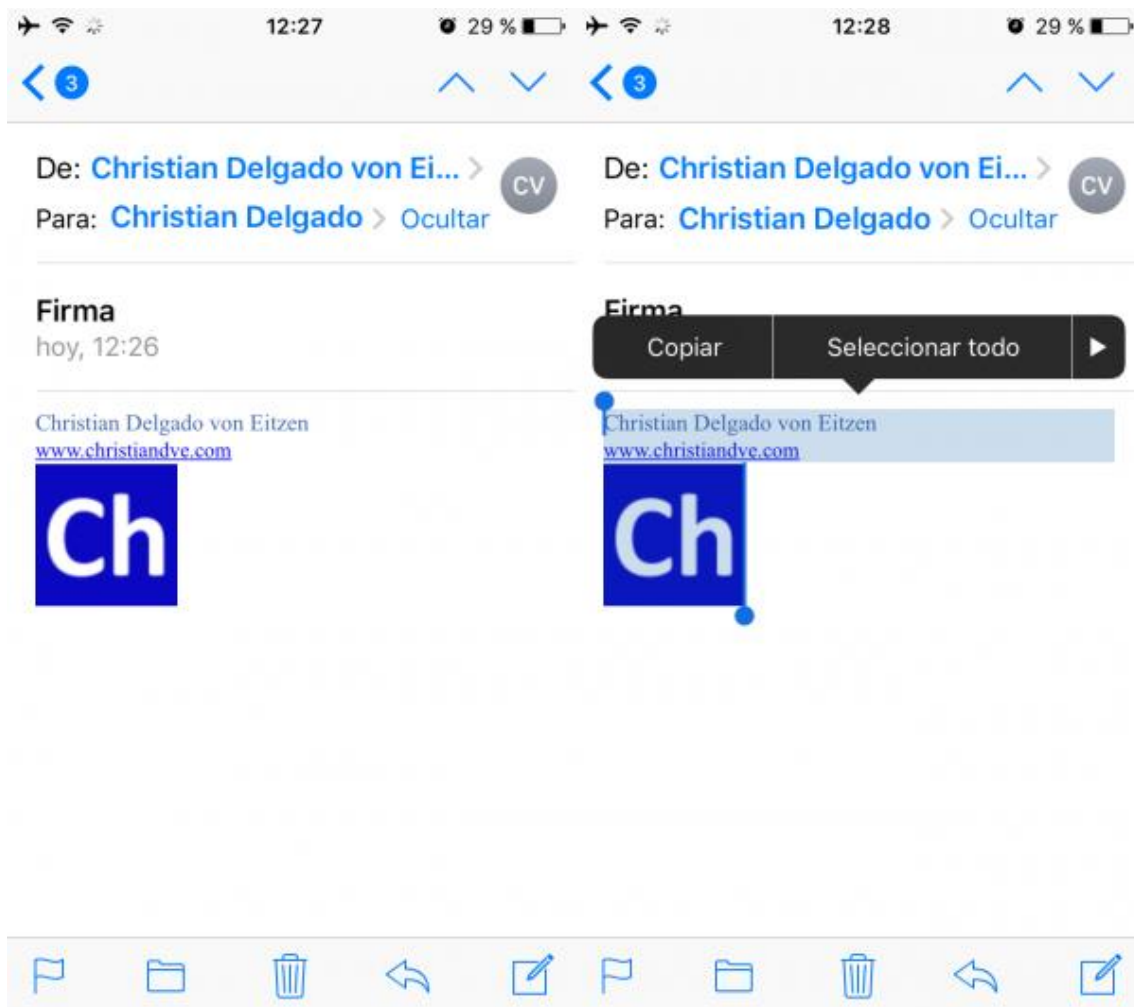 12:27
29 %
3
De: Christian Delgado von Ei...
CV
Para: Christian Delgado
Ocultar
Firma
hoy, 12:26
Christian Delgado von Eitzen
www.christiandve.com
Ch
12:28
29 %
3
De: Christian Delgado von Ei...
CV
Para: Christian Delgado
Ocultar
Firma
Copiar
Seleccionar todo
Christian Delgado von Eitzen
www.christiandve.com
Ch